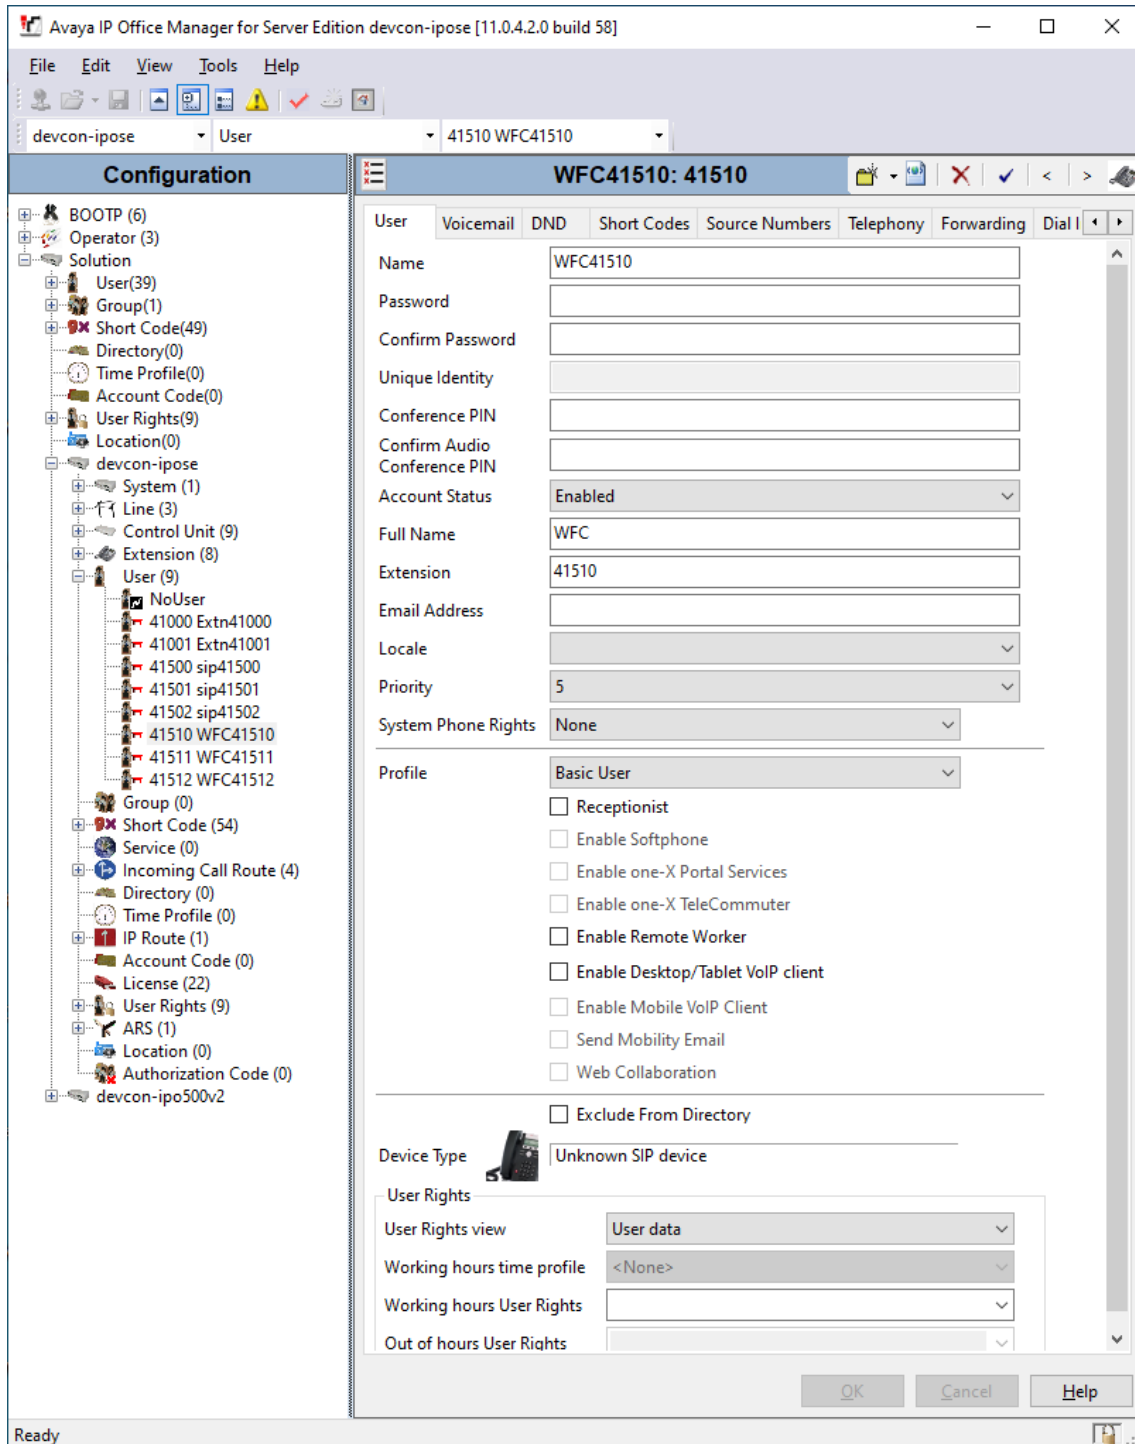 Avaya IP Office Manager for Server Edition devcon-ipose [11.0.4.2.0 build 58]
File Edit View Tools Help
devcon-ipose User 41510 WFC41510
Configuration
BOOTP (6)
Operator (3)
Solution
User(39)
Group(1)
Short Code(49)
Directory(0)
Time Profile(0)
Account Code(0)
User Rights(9)
Location(0)
devcon-ipose
System (1)
Line (3)
Control Unit (9)
Extension (8)
User (9)
NoUser
41000 Extn41000
41001 Extn41001
41500 sip41500
41501 sip41501
41502 sip41502
41510 WFC41510
41511 WFC41511
41512 WFC41512
Group (0)
Short Code (54)
Service (0)
Incoming Call Route (4)
Directory (0)
Time Profile (0)
IP Route (1)
Account Code (0)
License (22)
User Rights (9)
ARS (1)
Location (0)
Authorization Code (0)
devcon-ipo500v2
WFC41510: 41510
User Voicemail DND Short Codes Source Numbers Telephony Forwarding Dial I
Name WFC41510
Password
Confirm Password
Unique Identity
Conference PIN
Confirm Audio
Conference PIN
Account Status Enabled
Full Name WFC
Extension 41510
Email Address
Locale
Priority 5
System Phone Rights None
Profile Basic User
Receptionist
Enable Softphone
Enable one-X Portal Services
Enable one-X TeleCommuter
Enable Remote Worker
Enable Desktop/Tablet VoIP client
Enable Mobile VoIP Client
Send Mobility Email
Web Collaboration
Exclude From Directory
Device Type Unknown SIP device
User Rights
User Rights view User data
Working hours time profile <None>
Working hours User Rights
Out of hours User Rights
OK Cancel Help
Ready